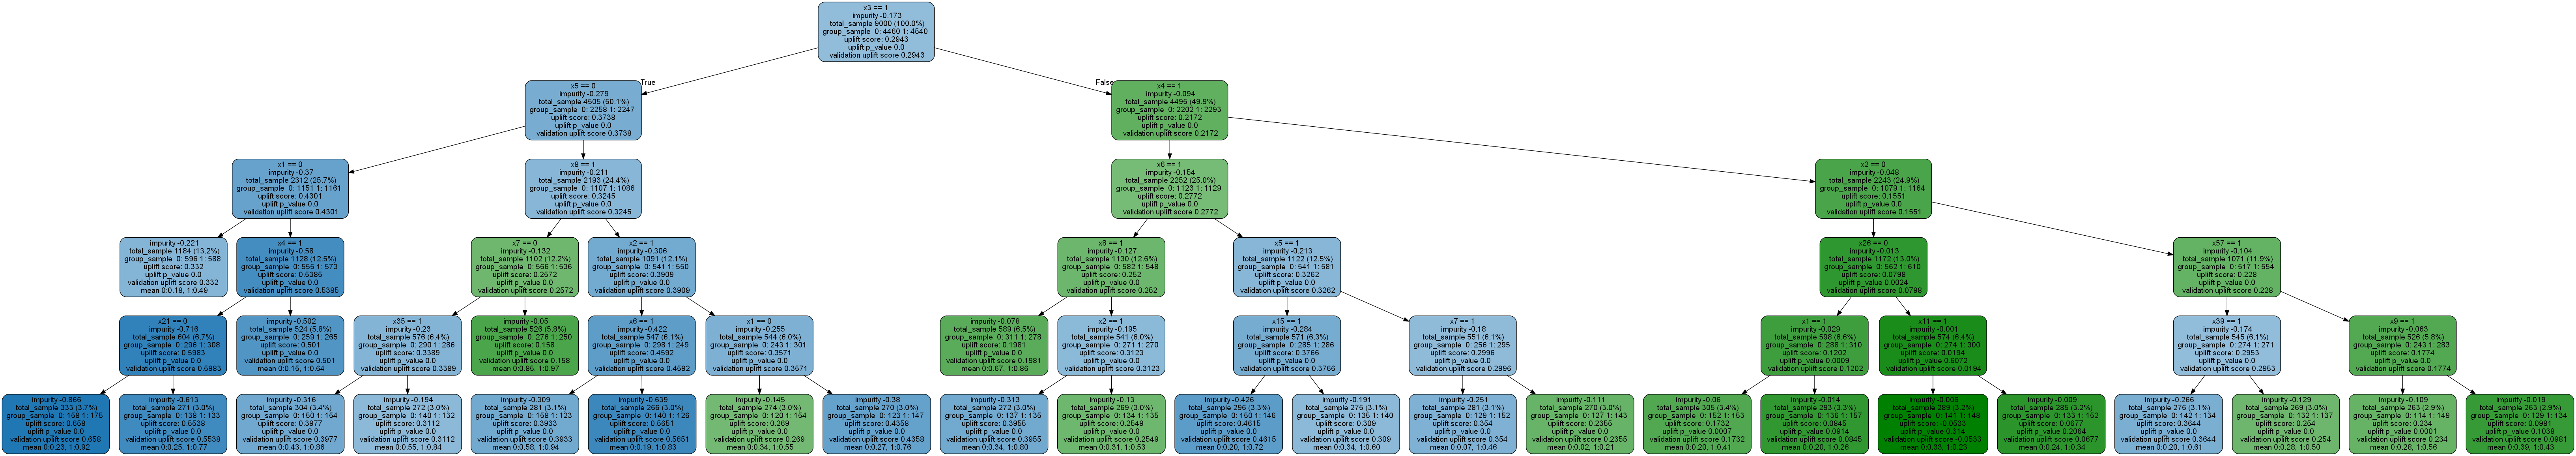 x3 == 1
impurity -0.173
total_sample 9000 (100.0%)
group_sample 0: 4460 1: 4540
uplift score: 0.2943
uplift p_value 0.0
validation uplift score 0.2943
True
False
x5 == 0
impurity -0.279
total_sample 4505 (50.1%)
group_sample 0: 2258 1: 2247
uplift score: 0.3738
uplift p_value 0.0
validation uplift score 0.3738
x4 == 1
impurity -0.094
total_sample 4495 (49.9%)
group_sample 0: 2202 1: 2293
uplift score: 0.2172
uplift p_value 0.0
validation uplift score 0.2172
x1 == 0
impurity -0.37
total_sample 2312 (25.7%)
group_sample 0: 1151 1: 1161
uplift score: 0.4301
uplift p_value 0.0
validation uplift score 0.4301
x8 == 1
impurity -0.211
total_sample 2193 (24.4%)
group_sample 0: 1107 1: 1086
uplift score: 0.3245
uplift p_value 0.0
validation uplift score 0.3245
x6 == 1
impurity -0.154
total_sample 2252 (25.0%)
group_sample 0: 1123 1: 1129
uplift score: 0.2772
uplift p_value 0.0
validation uplift score 0.2772
x2 == 0
impurity -0.048
total_sample 2243 (24.9%)
group_sample 0: 1079 1: 1164
uplift score: 0.1551
uplift p_value 0.0
validation uplift score 0.1551
impurity -0.221
total_sample 1184 (13.2%)
group_sample 0: 596 1: 588
uplift score: 0.332
uplift p_value 0.0
validation uplift score 0.332
mean 0:0.18, 1:0.49
x4 == 1
impurity -0.58
total_sample 1128 (12.5%)
group_sample 0: 555 1: 573
uplift score: 0.5385
uplift p_value 0.0
validation uplift score 0.5385
x7 == 0
impurity -0.132
total_sample 1102 (12.2%)
group_sample 0: 566 1: 536
uplift score: 0.2572
uplift p_value 0.0
validation uplift score 0.2572
x2 == 1
impurity -0.306
total_sample 1091 (12.1%)
group_sample 0: 541 1: 550
uplift score: 0.3909
uplift p_value 0.0
validation uplift score 0.3909
x8 == 1
impurity -0.127
total_sample 1130 (12.6%)
group_sample 0: 582 1: 548
uplift score: 0.252
uplift p_value 0.0
validation uplift score 0.252
x5 == 1
impurity -0.213
total_sample 1122 (12.5%)
group_sample 0: 541 1: 581
uplift score: 0.3262
uplift p_value 0.0
validation uplift score 0.3262
x26 == 0
impurity -0.013
total_sample 1172 (13.0%)
group_sample 0: 562 1: 610
uplift score: 0.0798
uplift p_value 0.0024
validation uplift score 0.0798
x57 == 1
impurity -0.104
total_sample 1071 (11.9%)
group_sample 0: 517 1: 554
uplift score: 0.228
uplift p_value 0.0
validation uplift score 0.228
x21 == 0
impurity -0.716
total_sample 604 (6.7%)
group_sample 0: 296 1: 308
uplift score: 0.5983
uplift p_value 0.0
validation uplift score 0.5983
impurity -0.502
total_sample 524 (5.8%)
group_sample 0: 259 1: 265
uplift score: 0.501
uplift p_value 0.0
validation uplift score 0.501
mean 0:0.15, 1:0.64
x35 == 1
impurity -0.23
total_sample 576 (6.4%)
group_sample 0: 290 1: 286
uplift score: 0.3389
uplift p_value 0.0
validation uplift score 0.3389
impurity -0.05
total_sample 526 (5.8%)
group_sample 0: 276 1: 250
uplift score: 0.158
uplift p_value 0.0
validation uplift score 0.158
mean 0:0.85, 1:0.97
x6 == 1
impurity -0.422
total_sample 547 (6.1%)
group_sample 0: 298 1: 249
uplift score: 0.4592
uplift p_value 0.0
validation uplift score 0.4592
x1 == 0
impurity -0.255
total_sample 544 (6.0%)
group_sample 0: 243 1: 301
uplift score: 0.3571
uplift p_value 0.0
validation uplift score 0.3571
impurity -0.078
total_sample 589 (6.5%)
group_sample 0: 311 1: 278
uplift score: 0.1981
uplift p_value 0.0
validation uplift score 0.1981
mean 0:0.67, 1:0.86
x2 == 1
impurity -0.195
total_sample 541 (6.0%)
group_sample 0: 271 1: 270
uplift score: 0.3123
uplift p_value 0.0
validation uplift score 0.3123
x15 == 1
impurity -0.284
total_sample 571 (6.3%)
group_sample 0: 285 1: 286
uplift score: 0.3766
uplift p_value 0.0
validation uplift score 0.3766
x7 == 1
impurity -0.18
total_sample 551 (6.1%)
group_sample 0: 256 1: 295
uplift score: 0.2996
uplift p_value 0.0
validation uplift score 0.2996
x1 == 1
impurity -0.029
total_sample 598 (6.6%)
group_sample 0: 288 1: 310
uplift score: 0.1202
uplift p_value 0.0009
validation uplift score 0.1202
x11 == 1
impurity -0.001
total_sample 574 (6.4%)
group_sample 0: 274 1: 300
uplift score: 0.0194
uplift p_value 0.6072
validation uplift score 0.0194
x39 == 1
impurity -0.174
total_sample 545 (6.1%)
group_sample 0: 274 1: 271
uplift score: 0.2953
uplift p_value 0.0
validation uplift score 0.2953
x9 == 1
impurity -0.063
total_sample 526 (5.8%)
group_sample 0: 243 1: 283
uplift score: 0.1774
uplift p_value 0.0
validation uplift score 0.1774
impurity -0.866
total_sample 333 (3.7%)
group_sample 0: 158 1: 175
uplift score: 0.658
uplift p_value 0.0
validation uplift score 0.658
mean 0:0.23, 1:0.92
impurity -0.613
total_sample 271 (3.0%)
group_sample 0: 138 1: 133
uplift score: 0.5538
uplift p_value 0.0
validation uplift score 0.5538
mean 0:0.25, 1:0.77
impurity -0.316
total_sample 304 (3.4%)
group_sample 0: 150 1: 154
uplift score: 0.3977
uplift p_value 0.0
validation uplift score 0.3977
mean 0:0.43, 1:0.86
impurity -0.194
total_sample 272 (3.0%)
group_sample 0: 140 1: 132
uplift score: 0.3112
uplift p_value 0.0
validation uplift score 0.3112
mean 0:0.55, 1:0.84
impurity -0.309
total_sample 281 (3.1%)
group_sample 0: 158 1: 123
uplift score: 0.3933
uplift p_value 0.0
validation uplift score 0.3933
mean 0:0.58, 1:0.94
impurity -0.639
total_sample 266 (3.0%)
group_sample 0: 140 1: 126
uplift score: 0.5651
uplift p_value 0.0
validation uplift score 0.5651
mean 0:0.19, 1:0.83
impurity -0.145
total_sample 274 (3.0%)
group_sample 0: 120 1: 154
uplift score: 0.269
uplift p_value 0.0
validation uplift score 0.269
mean 0:0.34, 1:0.55
impurity -0.38
total_sample 270 (3.0%)
group_sample 0: 123 1: 147
uplift score: 0.4358
uplift p_value 0.0
validation uplift score 0.4358
mean 0:0.27, 1:0.76
impurity -0.313
total_sample 272 (3.0%)
group_sample 0: 137 1: 135
uplift score: 0.3955
uplift p_value 0.0
validation uplift score 0.3955
mean 0:0.34, 1:0.80
impurity -0.13
total_sample 269 (3.0%)
group_sample 0: 134 1: 135
uplift score: 0.2549
uplift p_value 0.0
validation uplift score 0.2549
mean 0:0.31, 1:0.53
impurity -0.426
total_sample 296 (3.3%)
group_sample 0: 150 1: 146
uplift score: 0.4615
uplift p_value 0.0
validation uplift score 0.4615
mean 0:0.20, 1:0.72
impurity -0.191
total_sample 275 (3.1%)
group_sample 0: 135 1: 140
uplift score: 0.309
uplift p_value 0.0
validation uplift score 0.309
mean 0:0.34, 1:0.60
impurity -0.251
total_sample 281 (3.1%)
group_sample 0: 129 1: 152
uplift score: 0.354
uplift p_value 0.0
validation uplift score 0.354
mean 0:0.07, 1:0.46
impurity -0.111
total_sample 270 (3.0%)
group_sample 0: 127 1: 143
uplift score: 0.2355
uplift p_value 0.0
validation uplift score 0.2355
mean 0:0.02, 1:0.21
impurity -0.06
total_sample 305 (3.4%)
group_sample 0: 152 1: 153
uplift score: 0.1732
uplift p_value 0.0007
validation uplift score 0.1732
mean 0:0.20, 1:0.41
impurity -0.014
total_sample 293 (3.3%)
group_sample 0: 136 1: 157
uplift score: 0.0845
uplift p_value 0.0914
validation uplift score 0.0845
mean 0:0.20, 1:0.26
impurity -0.006
total_sample 289 (3.2%)
group_sample 0: 141 1: 148
uplift score: -0.0533
uplift p_value 0.314
validation uplift score -0.0533
mean 0:0.33, 1:0.23
impurity -0.009
total_sample 285 (3.2%)
group_sample 0: 133 1: 152
uplift score: 0.0677
uplift p_value 0.2064
validation uplift score 0.0677
mean 0:0.24, 1:0.34
impurity -0.266
total_sample 276 (3.1%)
group_sample 0: 142 1: 134
uplift score: 0.3644
uplift p_value 0.0
validation uplift score 0.3644
mean 0:0.20, 1:0.61
impurity -0.129
total_sample 269 (3.0%)
group_sample 0: 132 1: 137
uplift score: 0.254
uplift p_value 0.0
validation uplift score 0.254
mean 0:0.28, 1:0.50
impurity -0.109
total_sample 263 (2.9%)
group_sample 0: 114 1: 149
uplift score: 0.234
uplift p_value 0.0001
validation uplift score 0.234
mean 0:0.28, 1:0.56
impurity -0.019
total_sample 263 (2.9%)
group_sample 0: 129 1: 134
uplift score: 0.0981
uplift p_value 0.1038
validation uplift score 0.0981
mean 0:0.39, 1:0.43